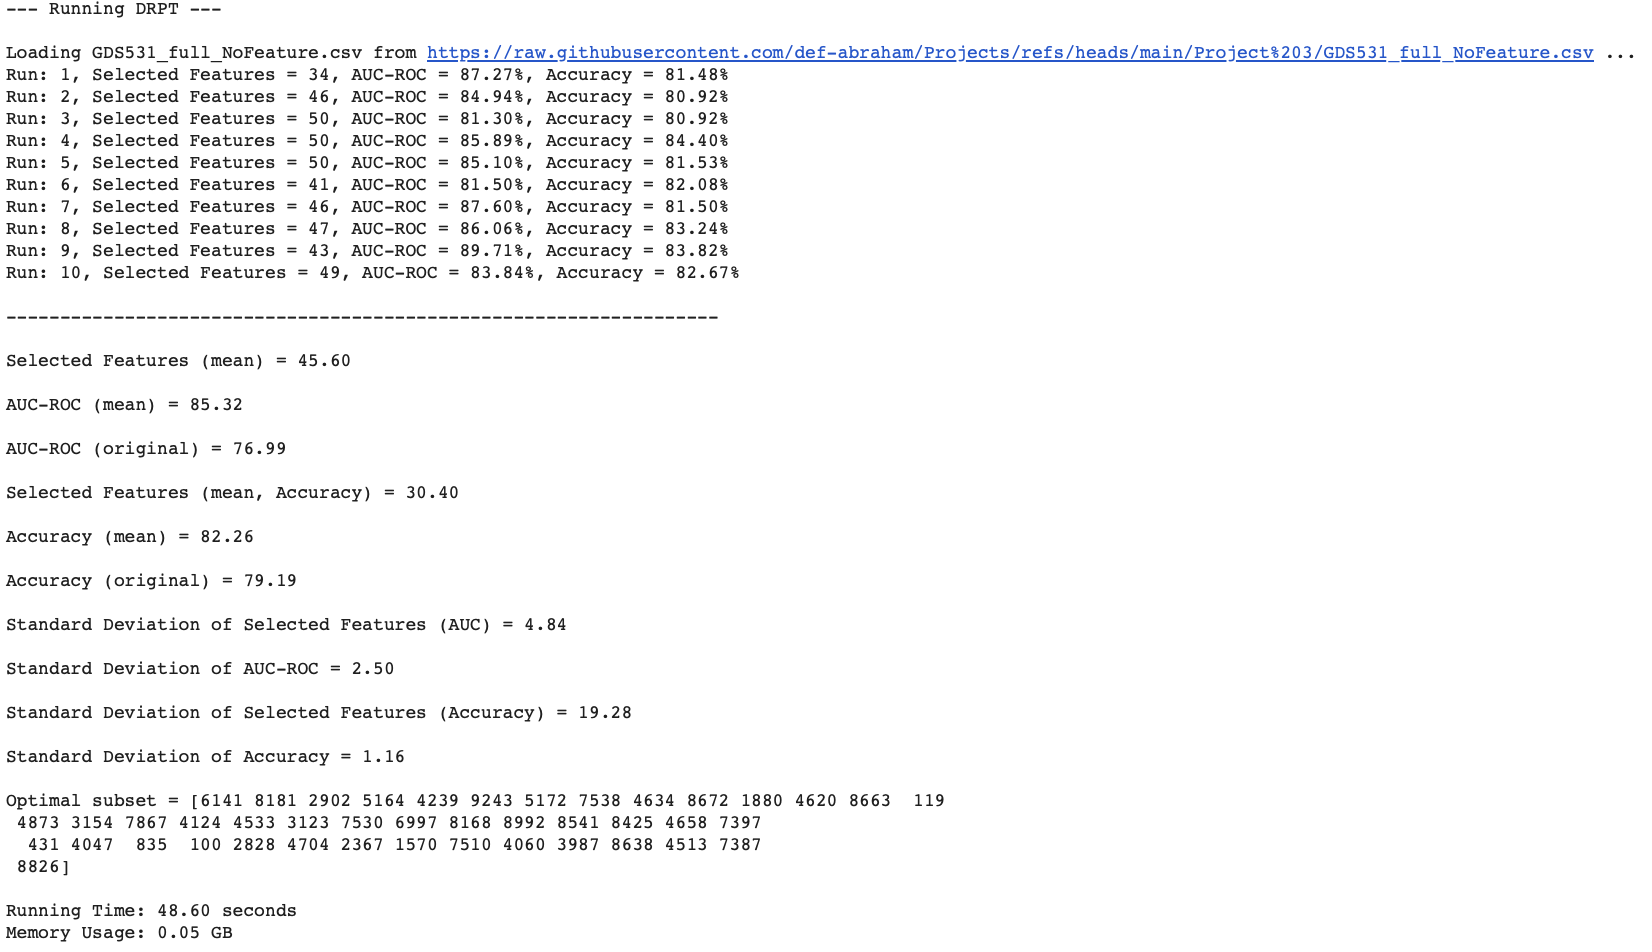 --- Running DRPT ---
Loading GDS531_full_NoFeature.csv from https://raw.githubusercontent.com/def-abraham/Projects/refs/heads/main/Project%203/GDS531_full_NoFeature.csv ...
Run: 1, Selected Features = 34, AUC-ROC = 87.27%, Accuracy = 81.48%
Run: 2, Selected Features = 46, AUC-ROC = 84.94%, Accuracy = 80.92%
Run: 3, Selected Features = 50, AUC-ROC = 81.30%, Accuracy = 80.92%
Run: 4, Selected Features = 50, AUC-ROC = 85.89%, Accuracy = 84.40%
Run: 5, Selected Features = 50, AUC-ROC = 85.10%, Accuracy = 81.53%
Run: 6, Selected Features = 41, AUC-ROC = 81.50%, Accuracy = 82.08%
Run: 7, Selected Features = 46, AUC-ROC = 87.60%, Accuracy = 81.50%
Run: 8, Selected Features = 47, AUC-ROC = 86.06%, Accuracy = 83.24%
Run: 9, Selected Features = 43, AUC-ROC = 89.71%, Accuracy = 83.82%
Run: 10, Selected Features = 49, AUC-ROC = 83.84%, Accuracy = 82.67%
------------------------------------------------------------------
Selected Features (mean) = 45.60
AUC-ROC (mean) = 85.32
AUC-ROC (original) = 76.99
Selected Features (mean, Accuracy) = 30.40
Accuracy (mean) = 82.26
Accuracy (original) = 79.19
Standard Deviation of Selected Features (AUC) = 4.84
Standard Deviation of AUC-ROC = 2.50
Standard Deviation of Selected Features (Accuracy) = 19.28
Standard Deviation of Accuracy = 1.16
Optimal subset = [6141 8181 2902 5164 4239 9243 5172 7538 4634 8672 1880 4620 8663  119
 4873 3154 7867 4124 4533 3123 7530 6997 8168 8992 8541 8425 4658 7397
  431 4047  835  100 2828 4704 2367 1570 7510 4060 3987 8638 4513 7387
 8826]
Running Time: 48.60 seconds
Memory Usage: 0.05 GB